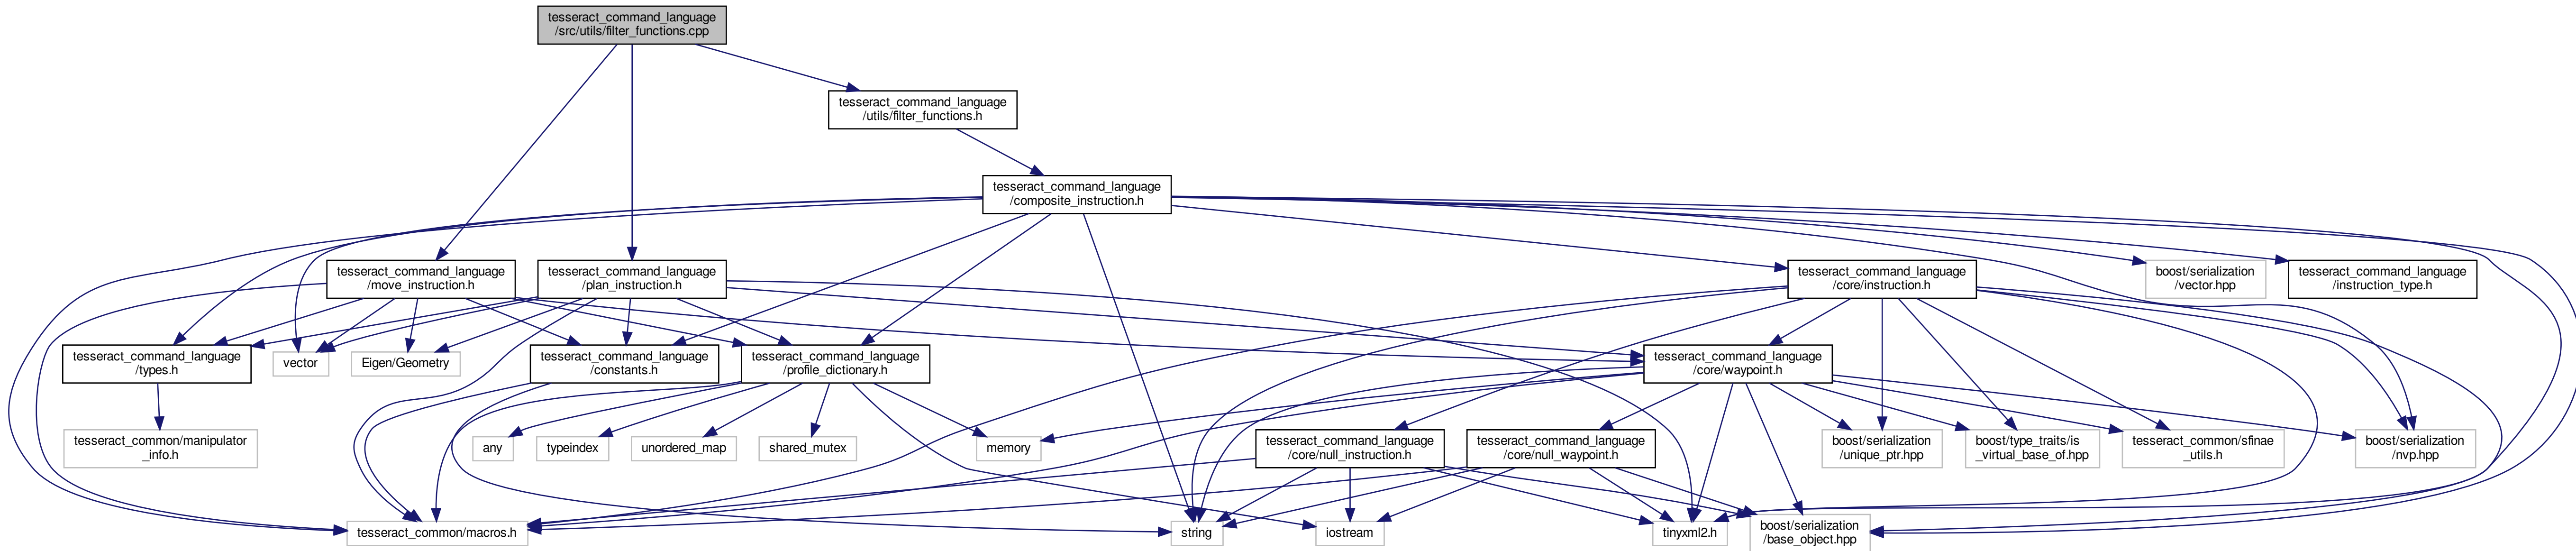 tesseract_command_language
/src/utils/filter_functions.cpp
tesseract_command_language
/utils/filter_functions.h
tesseract_command_language
/composite_instruction.h
tesseract_command_language
/move_instruction.h
tesseract_command_language
/plan_instruction.h
tesseract_command_language
/core/instruction.h
boost/serialization
/vector.hpp
tesseract_command_language
/instruction_type.h
tesseract_command_language
/types.h
vector
Eigen/Geometry
tesseract_command_language
/constants.h
tesseract_command_language
/profile_dictionary.h
tesseract_command_language
/core/waypoint.h
tesseract_common/manipulator
_info.h
any
typeindex
unordered_map
shared_mutex
memory
tesseract_command_language
/core/null_instruction.h
tesseract_command_language
/core/null_waypoint.h
boost/serialization
/unique_ptr.hpp
boost/type_traits/is
_virtual_base_of.hpp
tesseract_common/sfinae
_utils.h
boost/serialization
/nvp.hpp
tesseract_common/macros.h
string
iostream
tinyxml2.h
boost/serialization
/base_object.hpp